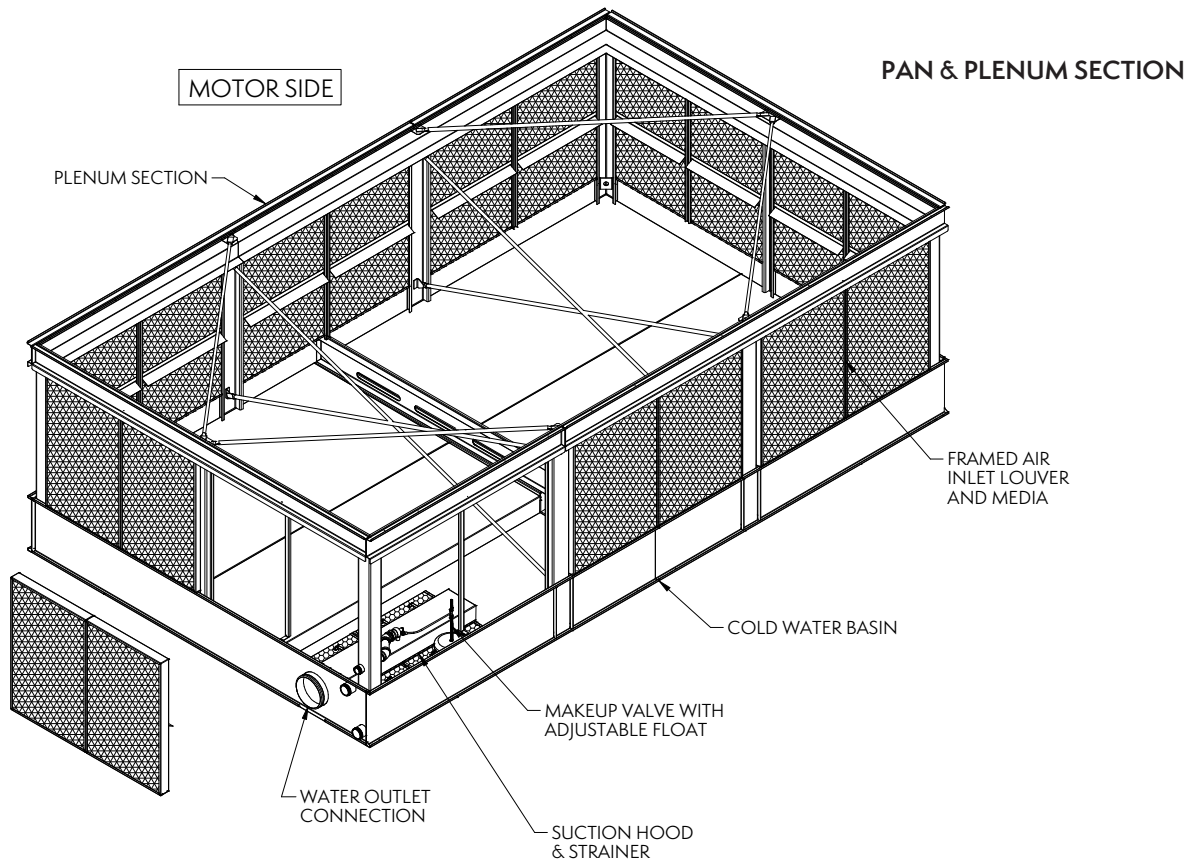 PAN & PLENUM SECTION
MOTOR SIDE
PLENUM SECTION
FRAMED AIR
INLET LOUVER
AND MEDIA
COLD WATER BASIN
MAKEUP VALVE WITH
ADJUSTABLE FLOAT
WATER OUTLET
CONNECTION
SUCTION HOOD
& STRAINER